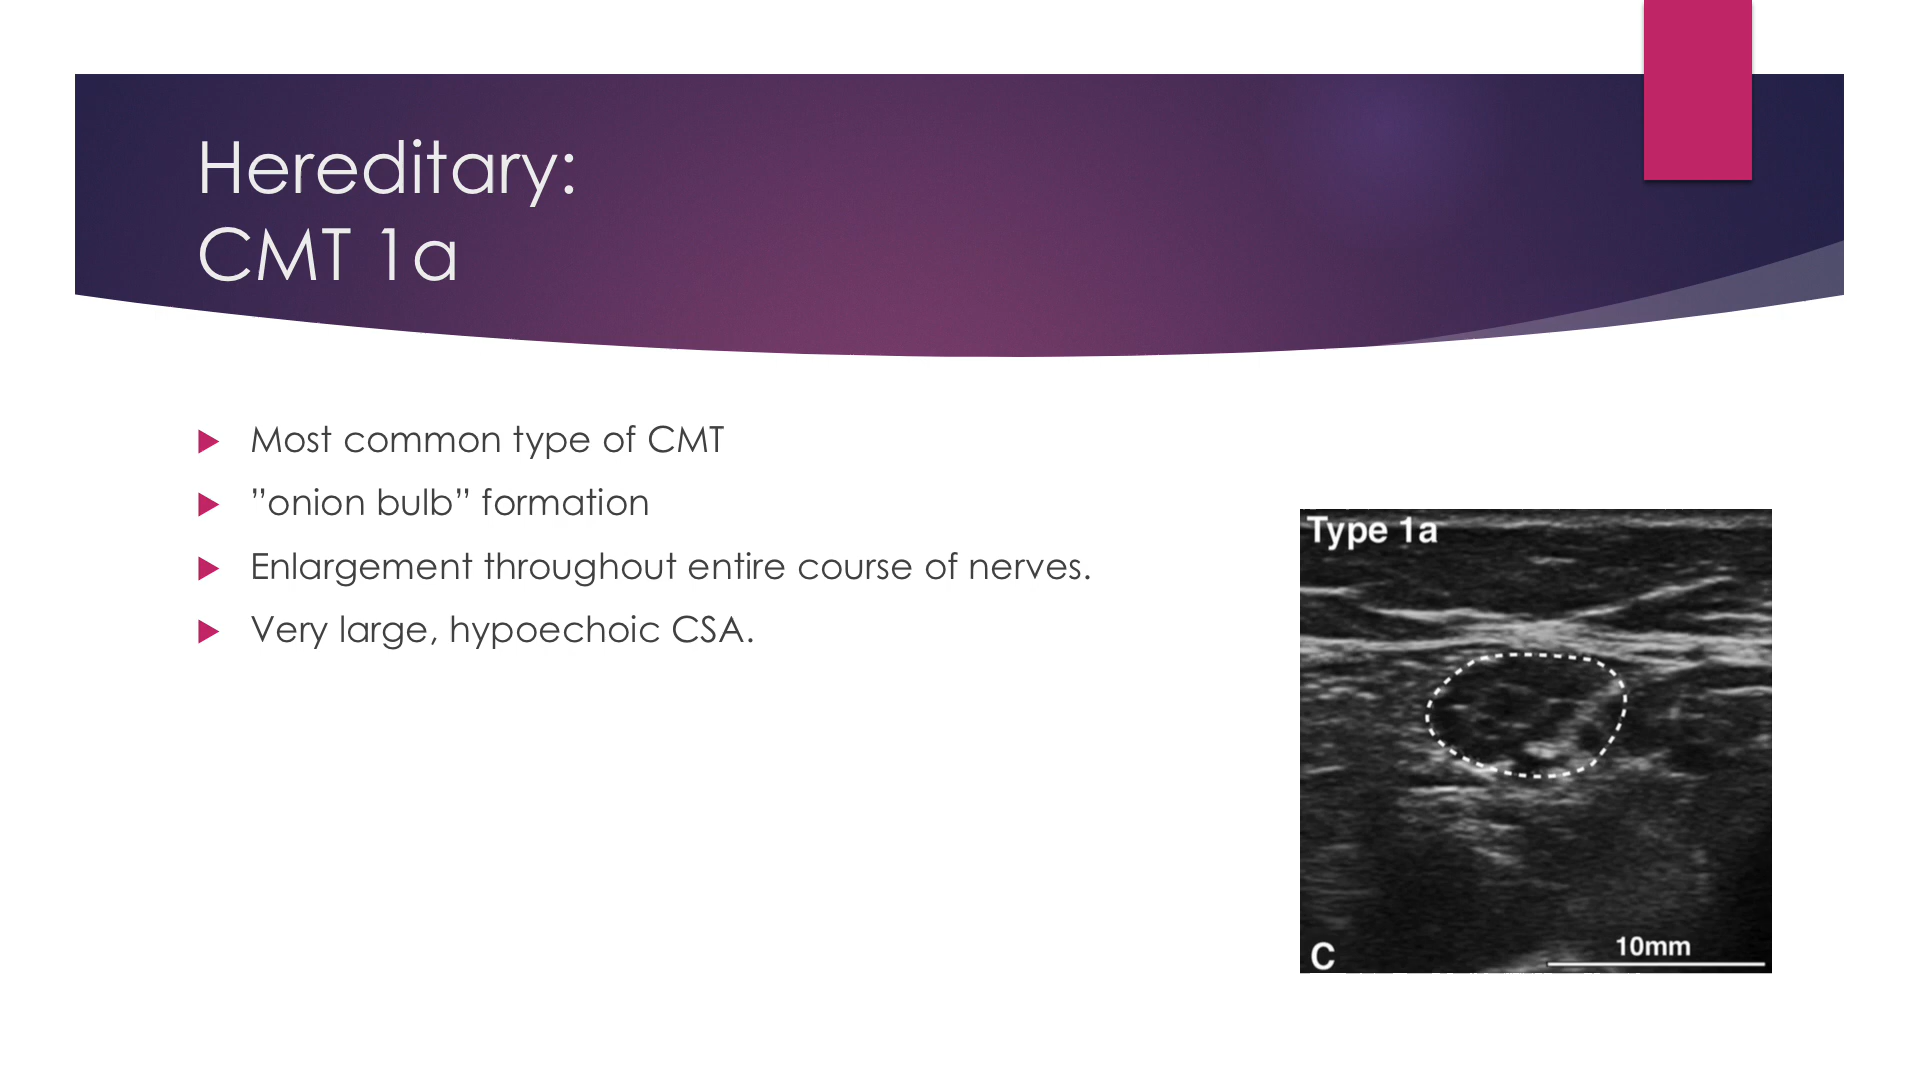 Hereditary:
CMT 1a
Most common type of CMT
”onion bulb” formation
Enlargement throughout entire course of nerves.
Very large, hypoechoic CSA.
Type 1a
10mm
C